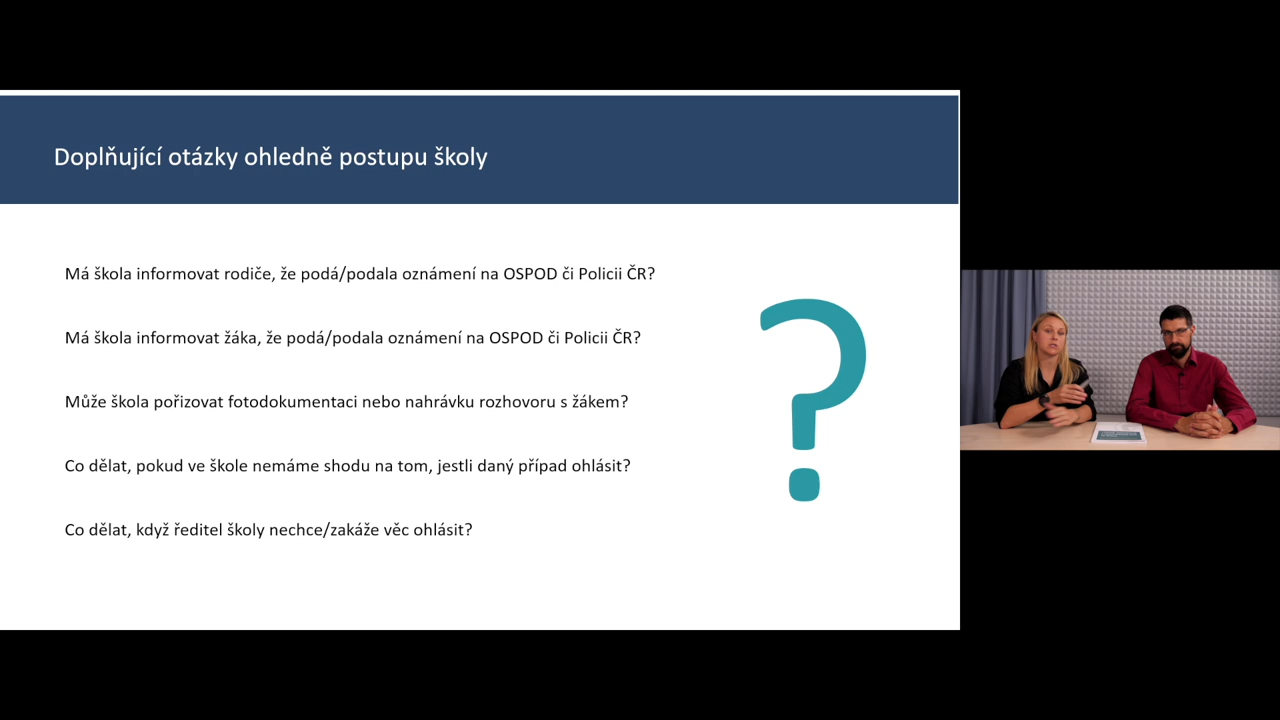 Doplňující otázky ohledně postupu školy
Má škola informovat rodiče, že podá/podala oznámení na OSPOD či Policii ČR?
Má škola informovat žáka, že podá/podala oznámení na OSPOD či Policii ČR?
Může škola pořizovat fotodokumentaci nebo nahrávku rozhovoru s žákem?
Co dělat, pokud ve škole nemáme shodu na tom, jestli daný případ ohlásit?
Co dělat, když ředitel školy nechce/zakáže věc ohlásit?
?